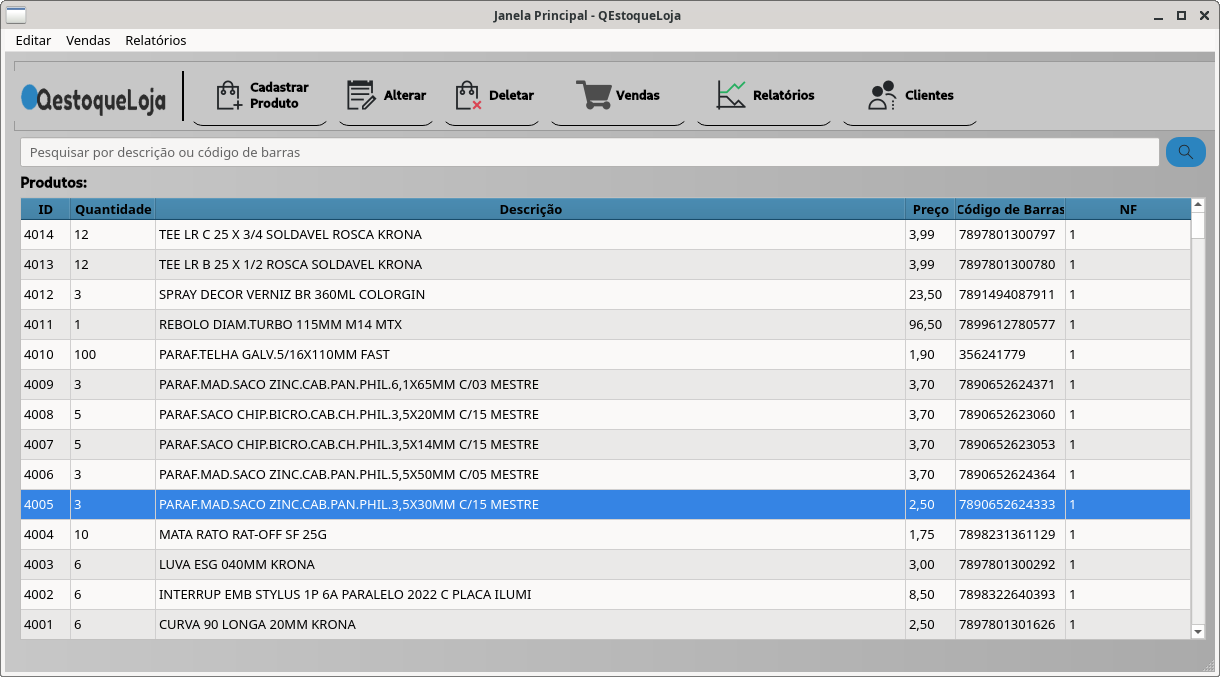 Janela Principal - QEstoqueLoja
Editar Vendas Relatórios
QestoqueLoja
Cadastrar
Produto
Alterar
Deletar
Vendas
Relatórios
Clientes
Pesquisar por descrição ou código de barras
Produtos:
ID Quantidade Descrição Preço Código de Barras NF
4014 12 TEE LR C 25 X 3/4 SOLDAVEL ROSCA KRONA 3,99 7897801300797 1
4013 12 TEE LR B 25 X 1/2 ROSCA SOLDAVEL KRONA 3,99 7897801300780 1
4012 3 SPRAY DECOR VERNIZ BR 360ML COLORGIN 23,50 7891494087911 1
4011 1 REBOLO DIAM.TURBO 115MM M14 MTX 96,50 7899612780577 1
4010 100 PARAF.TELHA GALV.5/16X110MM FAST 1,90 356241779 1
4009 3 PARAF.MAD.SACO ZINC.CAB.PAN.PHIL.6,1X65MM C/03 MESTRE 3,70 7890652624371 1
4008 5 PARAF.SACO CHIP.BICRO.CAB.CH.PHIL.3,5X20MM C/15 MESTRE 3,70 7890652623060 1
4007 5 PARAF.SACO CHIP.BICRO.CAB.CH.PHIL.3,5X14MM C/15 MESTRE 3,70 7890652623053 1
4006 3 PARAF.MAD.SACO ZINC.CAB.PAN.PHIL.5,5X50MM C/05 MESTRE 3,70 7890652624364 1
4005 3 PARAF.MAD.SACO ZINC.CAB.PAN.PHIL.3,5X30MM C/15 MESTRE 2,50 7890652624333 1
4004 10 MATA RATO RAT-OFF SF 25G 1,75 7898231361129 1
4003 6 LUVA ESG 040MM KRONA 3,00 7897801300292 1
4002 6 INTERRUP EMB STYLUS 1P 6A PARALELO 2022 C PLACA ILUMI 8,50 7898322640393 1
4001 6 CURVA 90 LONGA 20MM KRONA 2,50 7897801301626 1